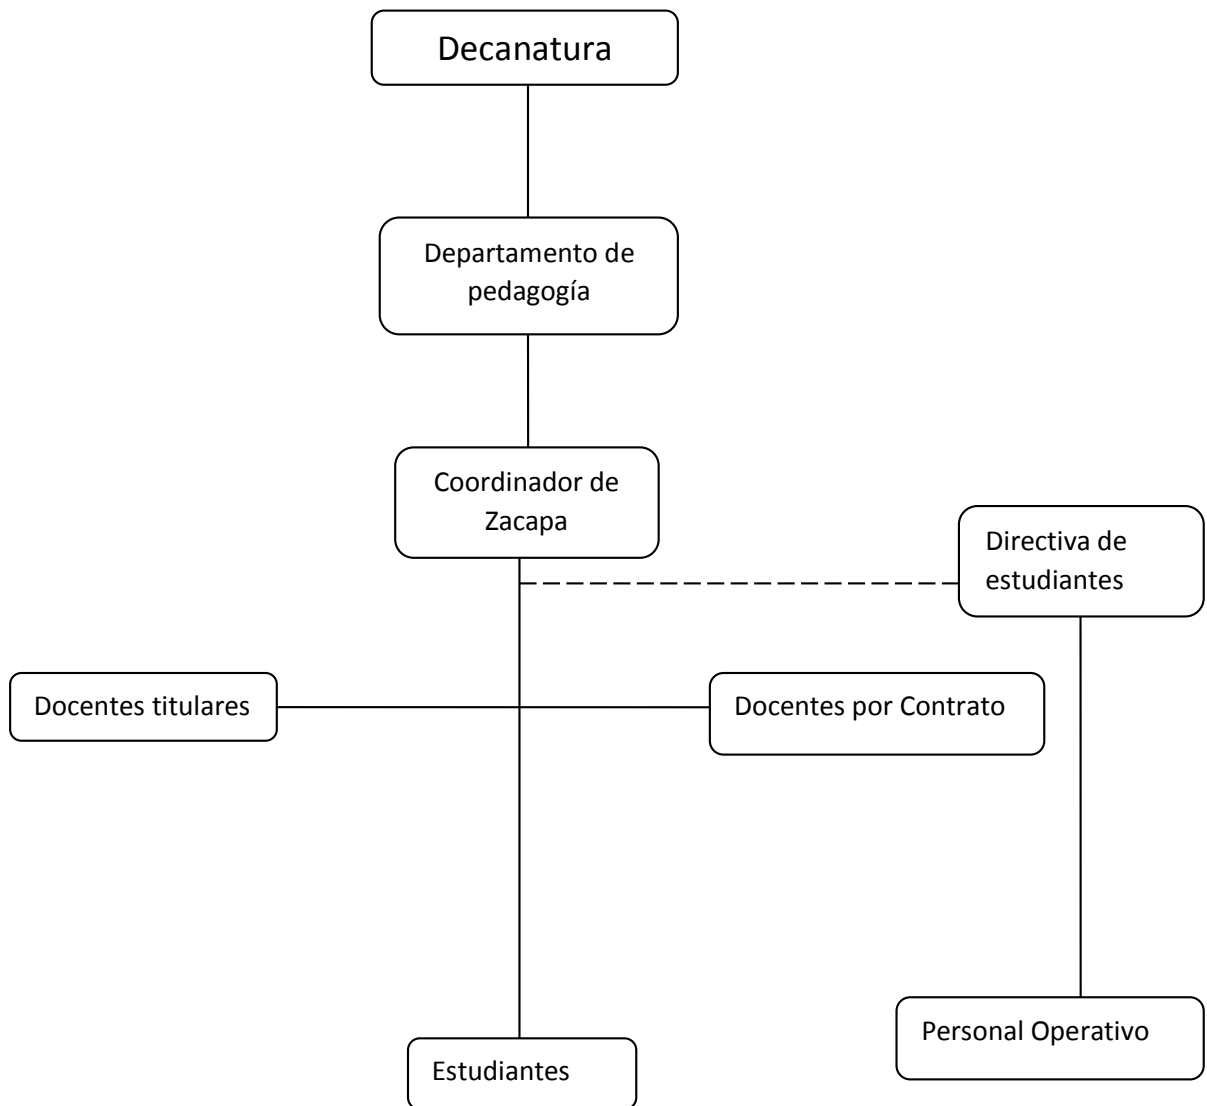 Decanatura
Departamento de
pedagogía
Coordinador de
Zacapa
Directiva de
estudiantes
Docentes titulares
Docentes por Contrato
Personal Operativo
Estudiantes